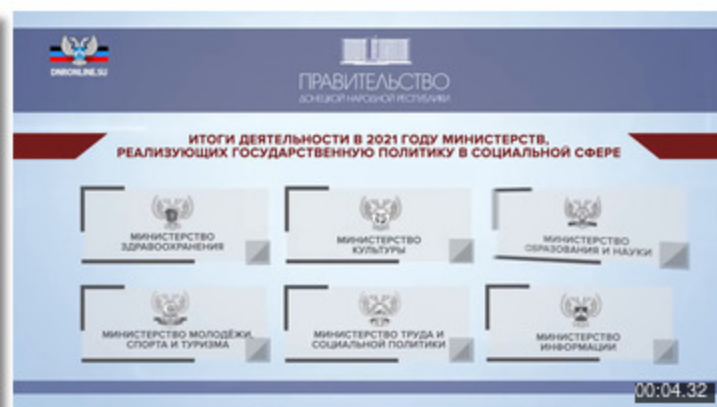 DNRONLINE.SU
ПРАВИТЕЛЬСТВО
ДОНЕЦКОЙ НАРОДНОЙ РЕСПУБЛИКИ
ИТОГИ ДЕЯТЕЛЬНОСТИ В 2021 ГОДУ МИНИСТЕРСТВ,
РЕАЛИЗУЮЩИХ ГОСУДАРСТВЕННУЮ ПОЛИТИКУ В СОЦИАЛЬНОЙ СФЕРЕ
МИНИСТЕРСТВО
ЗДРАВООХРАНЕНИЯ
МИНИСТЕРСТВО
КУЛЬТУРЫ
МИНИСТЕРСТВО
ОБРАЗОВАНИЯ И НАУКИ
МИНИСТЕРСТВО МОЛОДЁЖИ,
СПОРТА И ТУРИЗМА
МИНИСТЕРСТВО ТРУДА И
СОЦИАЛЬНОЙ ПОЛИТИКИ
МИНИСТЕРСТВО
ИНФОРМАЦИИ
00:04.32